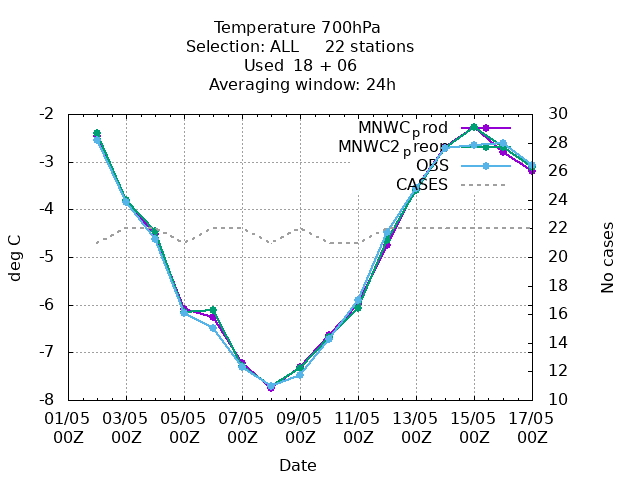 Temperature 700hPa
Selection: ALL 22 stations
Used 18 + 06
Averaging window: 24h
-2
-3
-4
-5
-6
-7
-8
deg C
30
28
26
24
22
20
18
16
14
12
10
No cases
MNWC_prod
MNWC2_preop
OBS
CASES
01/05 03/05 05/05 07/05 09/05 11/05 13/05 15/05 17/05
00Z 00Z 00Z 00Z 00Z 00Z 00Z 00Z 00Z
Date